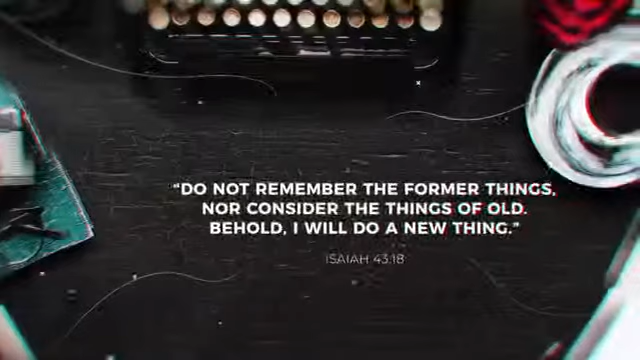 “DO NOT REMEMBER THE FORMER THINGS,
NOR CONSIDER THE THINGS OF OLD.
BEHOLD, I WILL DO A NEW THING.”
ISAIAH 43:18